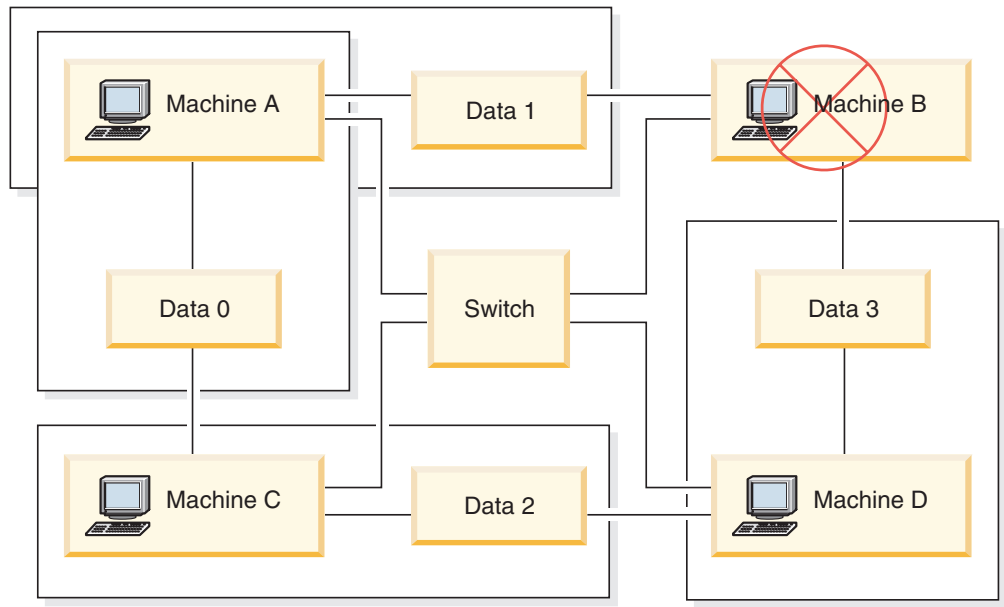 Machine A
Data 1
Machine B
Data 0
Switch
Data 3
Machine C
Data 2
Machine D